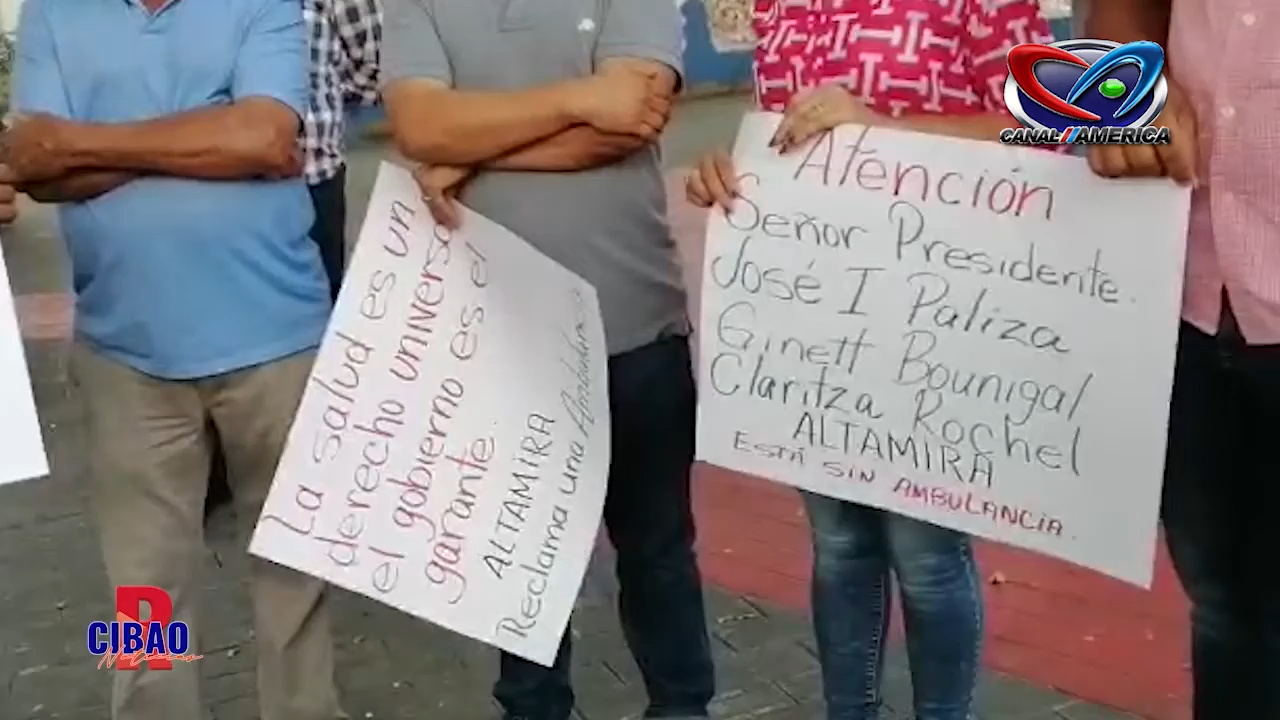 La salud es un
derecho universal
el gobierno es el
garante.
ALTAMIRA
Reclama una Ambulancia
Atención
Señor Presidente.
José I Paliza
Ginett Bounigal
Claritza Rochel
ALTAMIRA
ESTÁ SIN AMBULANCIA.
CANAL//AMERICA
R
CIBAO
Noticias